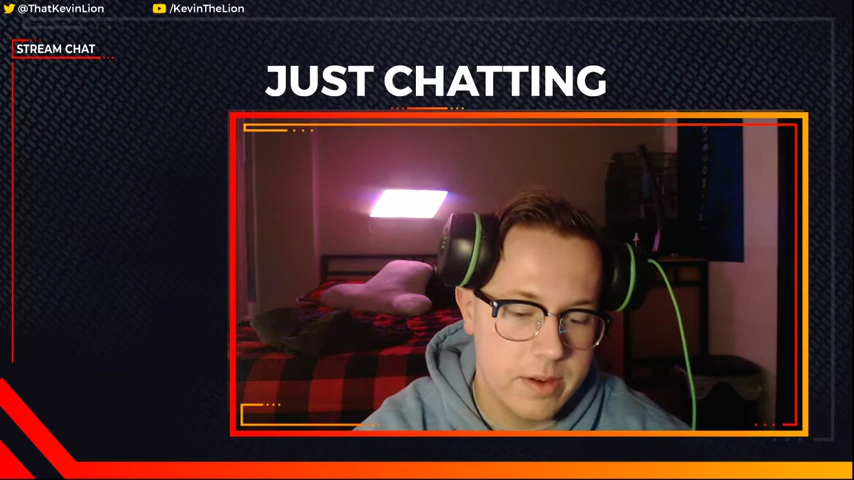 @ThatKevinLion
/KevinTheLion
STREAM CHAT
JUST CHATTING